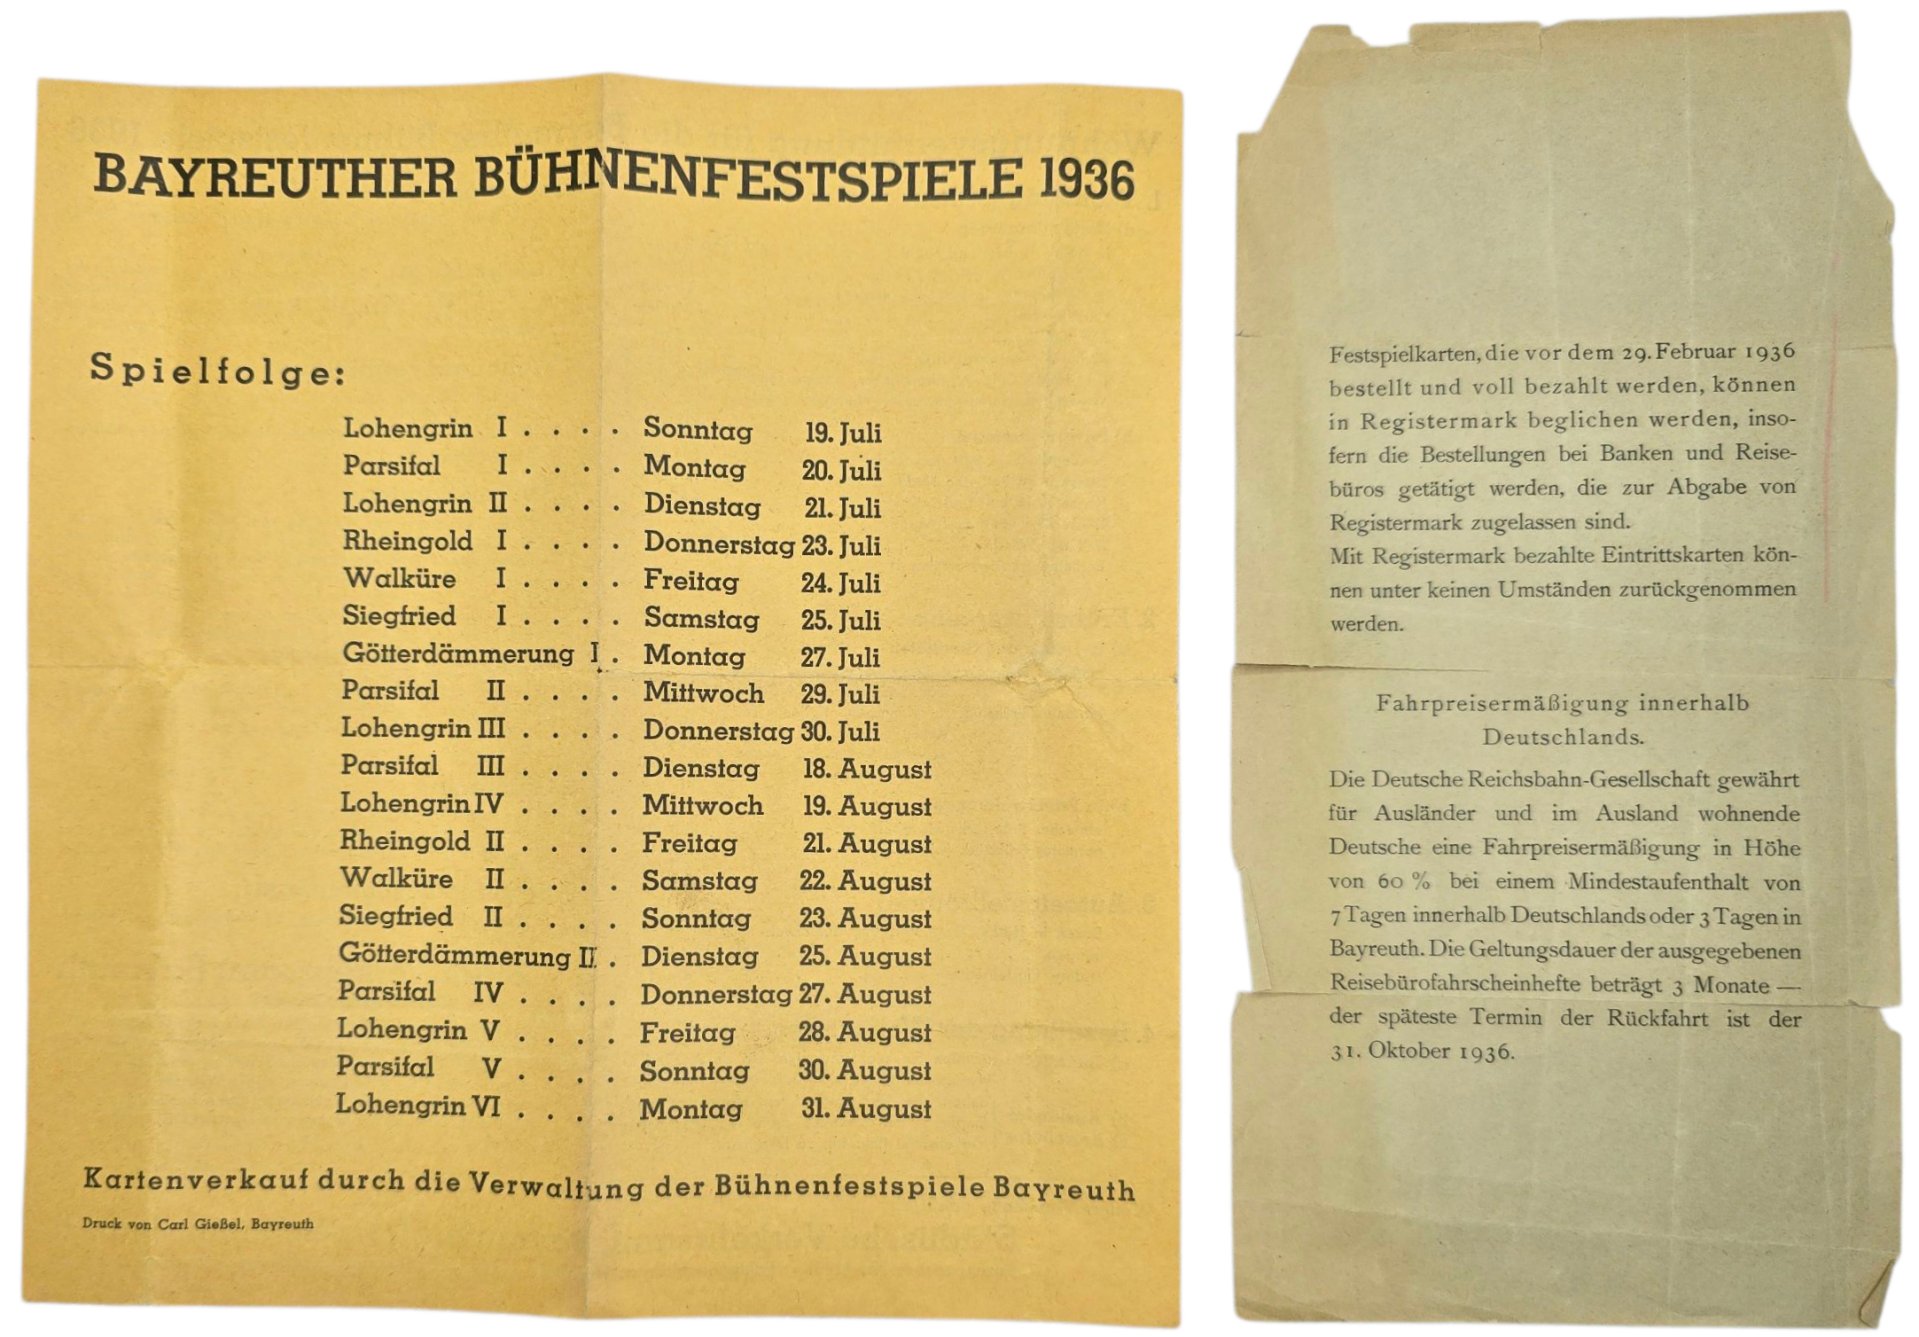 BAYREUTHER BÜHNENFESTSPIELE 1936
Spielfolge:
Lohengrin I . . . . Sonntag 19. Juli
Parsifal I . . . . Montag 20. Juli
Lohengrin II . . . . Dienstag 21. Juli
Rheingold I . . . . Donnerstag 23. Juli
Walküre I . . . . Freitag 24. Juli
Siegfried I . . . . Samstag 25. Juli
Götterdämmerung I . Montag 27. Juli
Parsifal II . . . . Mittwoch 29. Juli
Lohengrin III . . . . Donnerstag 30. Juli
Parsifal III . . . . Dienstag 18. August
Lohengrin IV . . . . Mittwoch 19. August
Rheingold II . . . . Freitag 21. August
Walküre II . . . . Samstag 22. August
Siegfried II . . . . Sonntag 23. August
Götterdämmerung II . Dienstag 25. August
Parsifal IV . . . . Donnerstag 27. August
Lohengrin V . . . . Freitag 28. August
Parsifal V . . . . Sonntag 30. August
Lohengrin VI . . . . Montag 31. August
Kartenverkauf durch die Verwaltung der Bühnenfestspiele Bayreuth
Druck von Carl Gießel, Bayreuth
Festspielkarten, die vor dem 29. Februar 1936
bestellt und voll bezahlt werden, können
in Registermark beglichen werden, inso-
fern die Bestellungen bei Banken und Reise-
büros getätigt werden, die zur Abgabe von
Registermark zugelassen sind.
Mit Registermark bezahlte Eintrittskarten kön-
nen unter keinen Umständen zurückgenommen
werden.
Fahrpreisermäßigung innerhalb
Deutschlands.
Die Deutsche Reichsbahn-Gesellschaft gewährt
für Ausländer und im Ausland wohnende
Deutsche eine Fahrpreisermäßigung in Höhe
von 60 % bei einem Mindestaufenthalt von
7 Tagen innerhalb Deutschlands oder 3 Tagen in
Bayreuth. Die Geltungsdauer der ausgegebenen
Reisebürofahrscheinhefte beträgt 3 Monate —
der späteste Termin der Rückfahrt ist der
31. Oktober 1936.